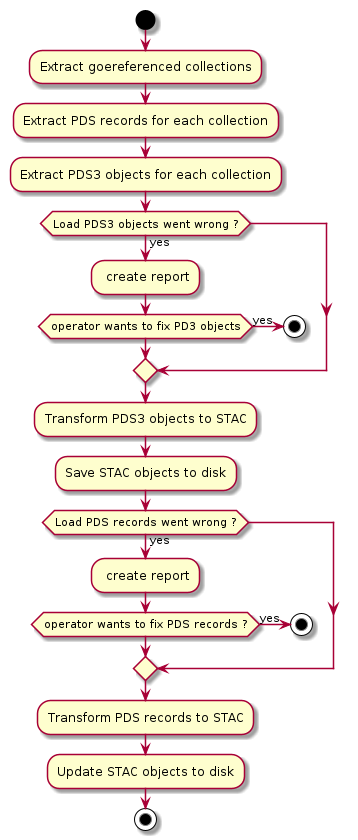 Extract goereferenced collections
Extract PDS records for each collection
Extract PDS3 objects for each collection
Load PDS3 objects went wrong ?
yes
create report
operator wants to fix PD3 objects
yes
Transform PDS3 objects to STAC
Save STAC objects to disk
Load PDS records went wrong ?
yes
create report
operator wants to fix PDS records ?
yes
Transform PDS records to STAC
Update STAC objects to disk